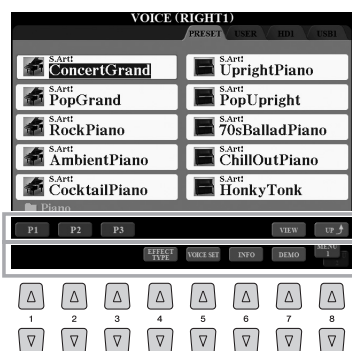 VOICE (RIGHT1)
PRESET USER HD1 USB1
S.Art! ConcertGrand S.Art! UprightPiano
S.Art! PopGrand S.Art! PopUpright
S.Art! RockPiano S.Art! 70sBalladPiano
S.Art! AmbientPiano S.Art! ChillOutPiano
S.Art! CocktailPiano S.Art! HonkyTonk
Piano
P1 P2 P3 VIEW UP
EFFECT TYPE VOICE SET INFO DEMO MENU 1
1 2 3 4 5 6 7 8